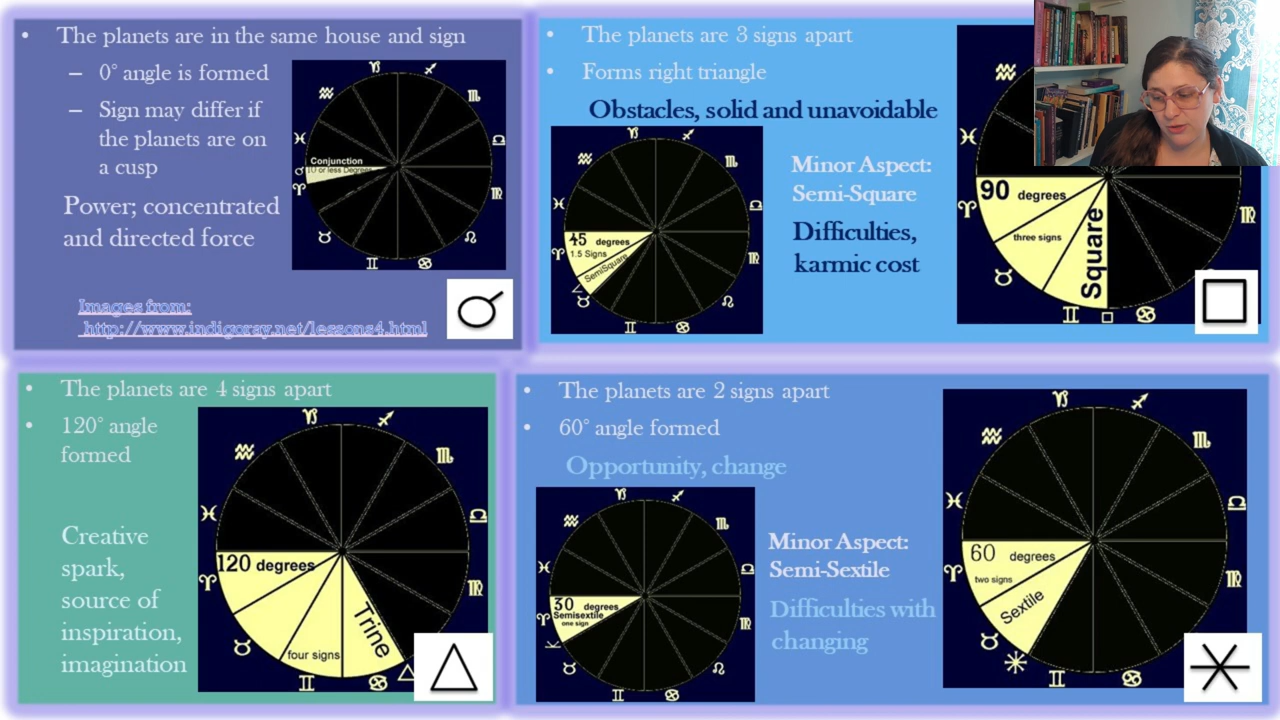 • The planets are in the same house and sign
– 0° angle is formed
– Sign may differ if
the planets are on
a cusp
Power; concentrated
and directed force
Images from:
http://www.indigoray.net/lessons4.html
Conjunction
10 or less Degrees
• The planets are 3 signs apart
• Forms right triangle
Obstacles, solid and unavoidable
45 degrees
1.5 Signs
SemiSquare
Minor Aspect:
Semi-Square
Difficulties,
karmic cost
90 degrees
three signs
Square
• The planets are 4 signs apart
• 120° angle
formed
Creative
spark,
source of
inspiration,
imagination
120 degrees
four signs
Trine
• The planets are 2 signs apart
• 60° angle formed
Opportunity, change
30 degrees
Semisextile
one sign
Minor Aspect:
Semi-Sextile
Difficulties with
changing
60 degrees
two signs
Sextile